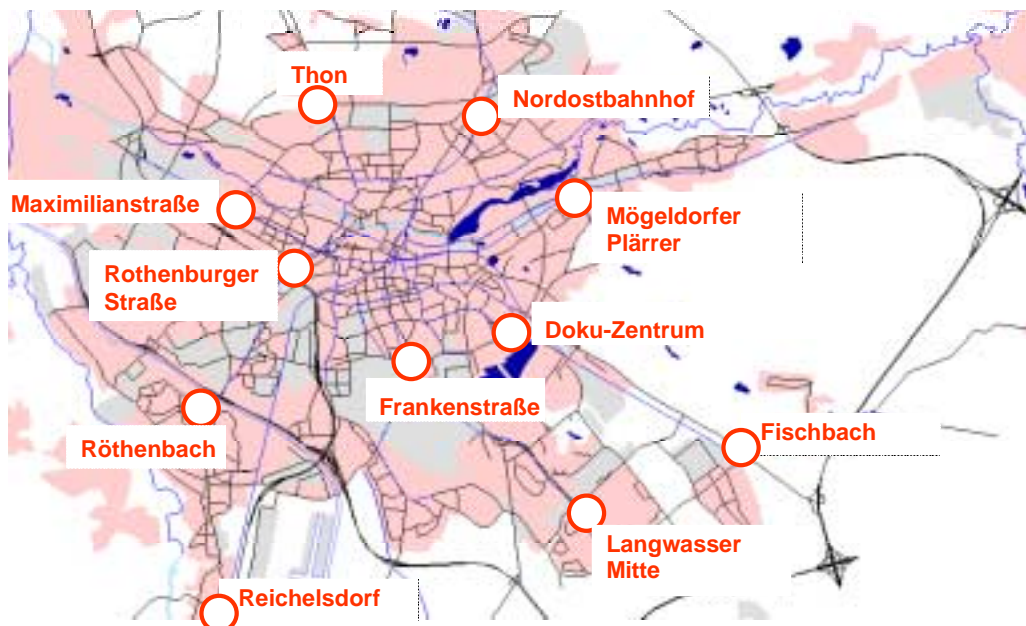 Thon
Nordostbahnhof
Maximilianstraße
Mögeldorfer
Plärrer
Rothenburger
Straße
Doku-Zentrum
Frankenstraße
Fischbach
Röthenbach
Langwasser
Mitte
Reichelsdorf